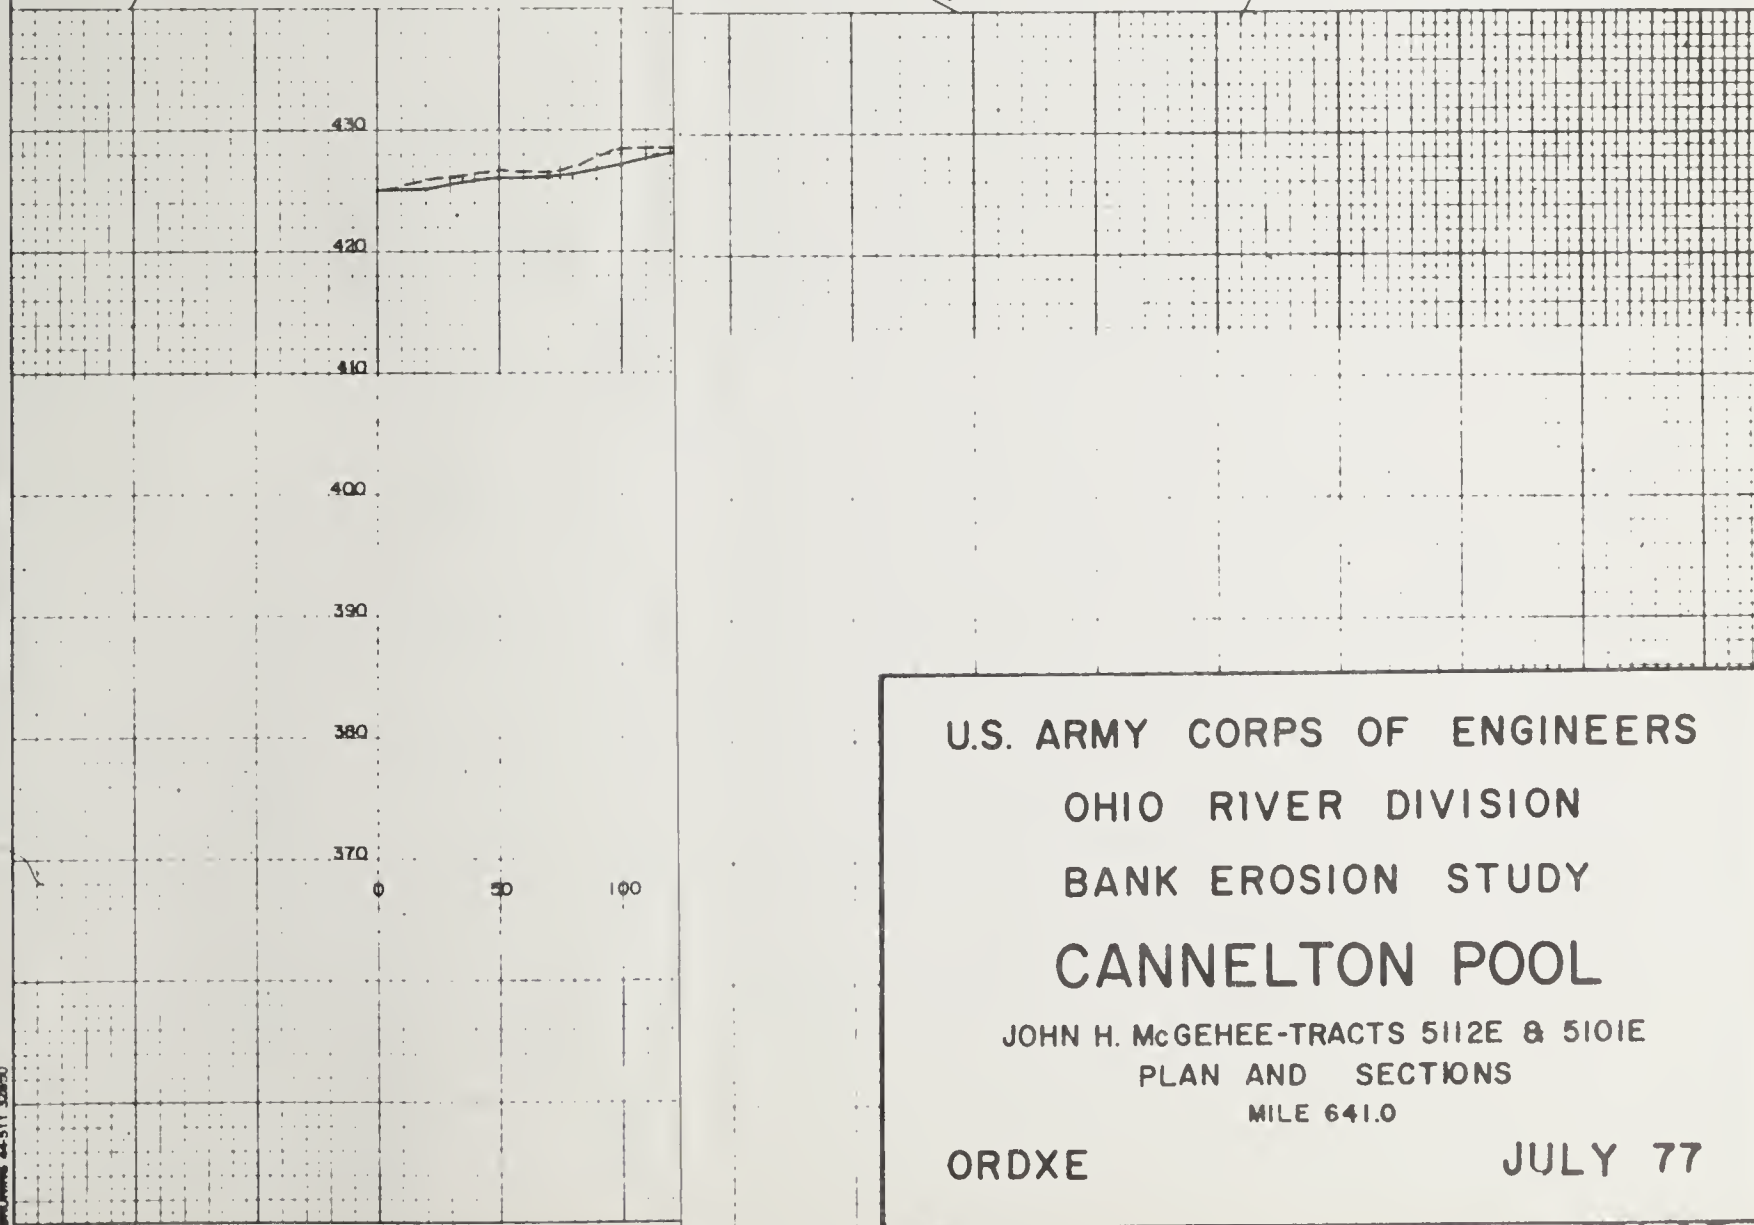 430
420
410
400
390
380
370
0 50 100
U.S. ARMY CORPS OF ENGINEERS
OHIO RIVER DIVISION
BANK EROSION STUDY
CANNELTON POOL
JOHN H. McGEHEE-TRACTS 5112E & 5101E
PLAN AND SECTIONS
MILE 641.0
ORDXE JULY 77